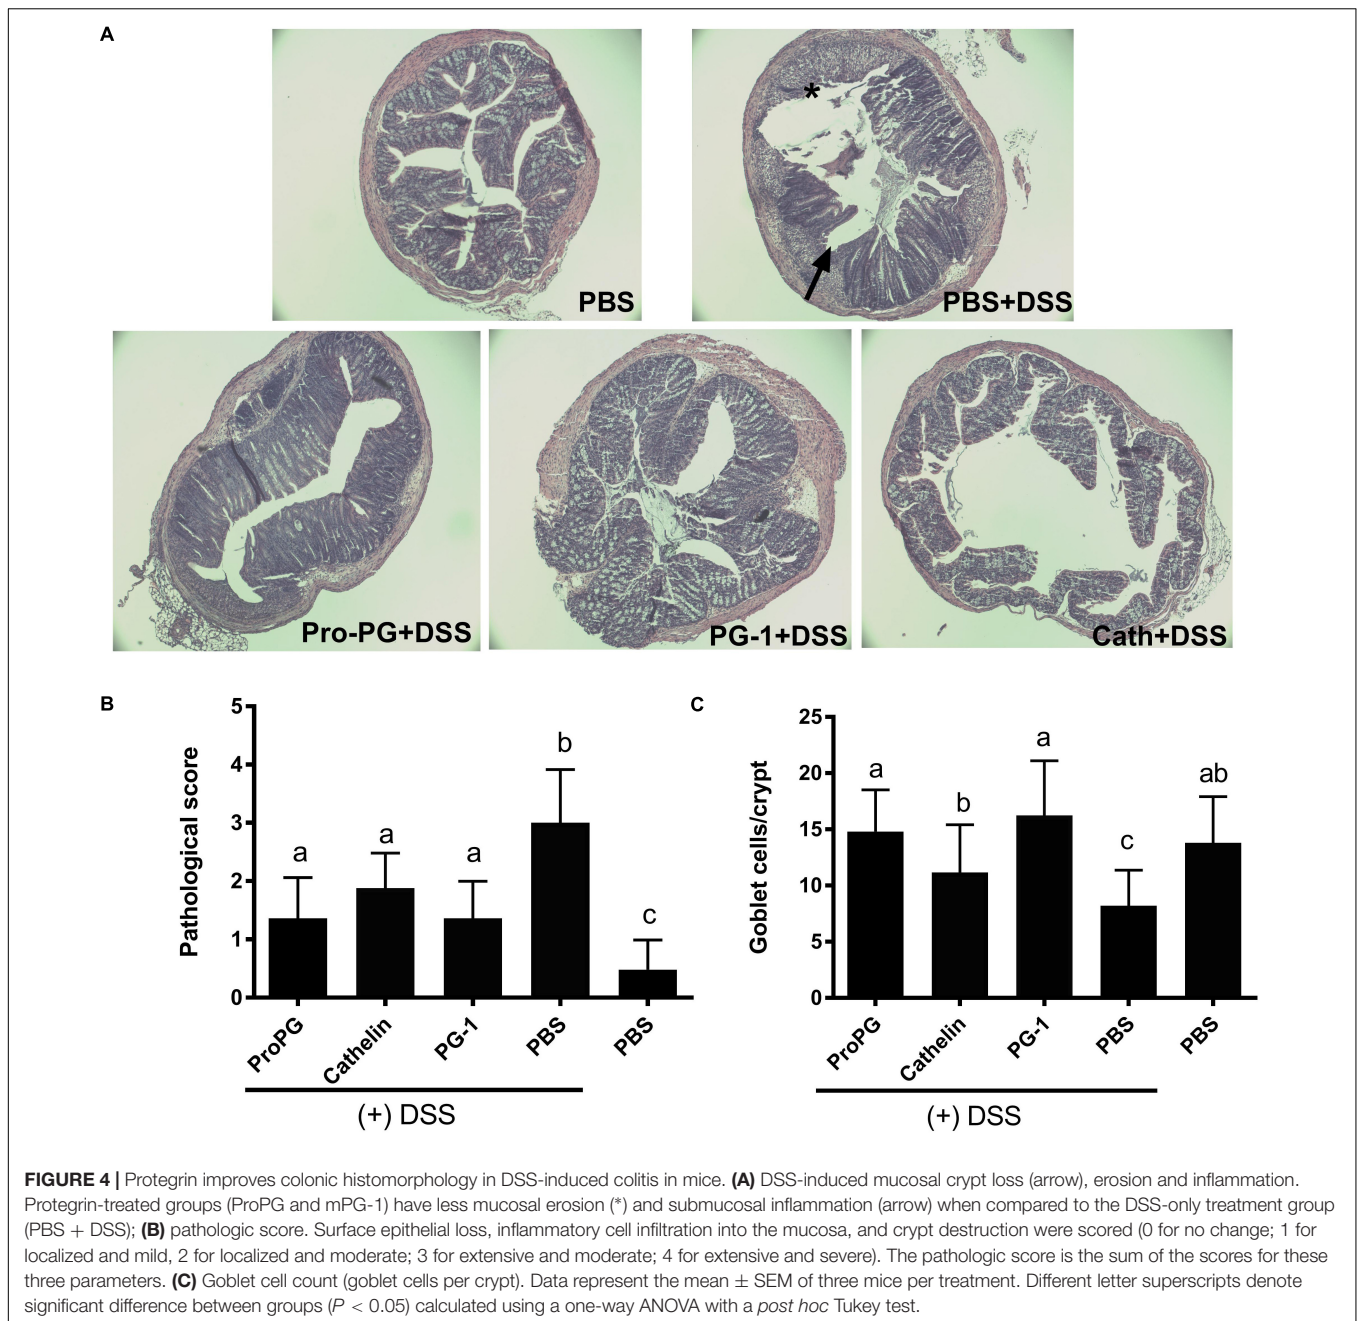 A
*
PBS
PBS+DSS
Pro-PG+DSS
PG-1+DSS
Cath+DSS
B
Pathological score
5
4
3
2
1
0
a
a
a
b
c
ProPG
Cathelin
PG-1
PBS
PBS
(+) DSS
C
Goblet cells/crypt
25
20
15
10
5
0
a
b
a
c
ab
ProPG
Cathelin
PG-1
PBS
PBS
(+) DSS
FIGURE 4 | Protegrin improves colonic histomorphology in DSS-induced colitis in mice. (A) DSS-induced mucosal crypt loss (arrow), erosion and inflammation.
Protegrin-treated groups (ProPG and mPG-1) have less mucosal erosion (*) and submucosal inflammation (arrow) when compared to the DSS-only treatment group
(PBS + DSS); (B) pathologic score. Surface epithelial loss, inflammatory cell infiltration into the mucosa, and crypt destruction were scored (0 for no change; 1 for
localized and mild, 2 for localized and moderate; 3 for extensive and moderate; 4 for extensive and severe). The pathologic score is the sum of the scores for these
three parameters. (C) Goblet cell count (goblet cells per crypt). Data represent the mean ± SEM of three mice per treatment. Different letter superscripts denote
significant difference between groups (P < 0.05) calculated using a one-way ANOVA with a post hoc Tukey test.